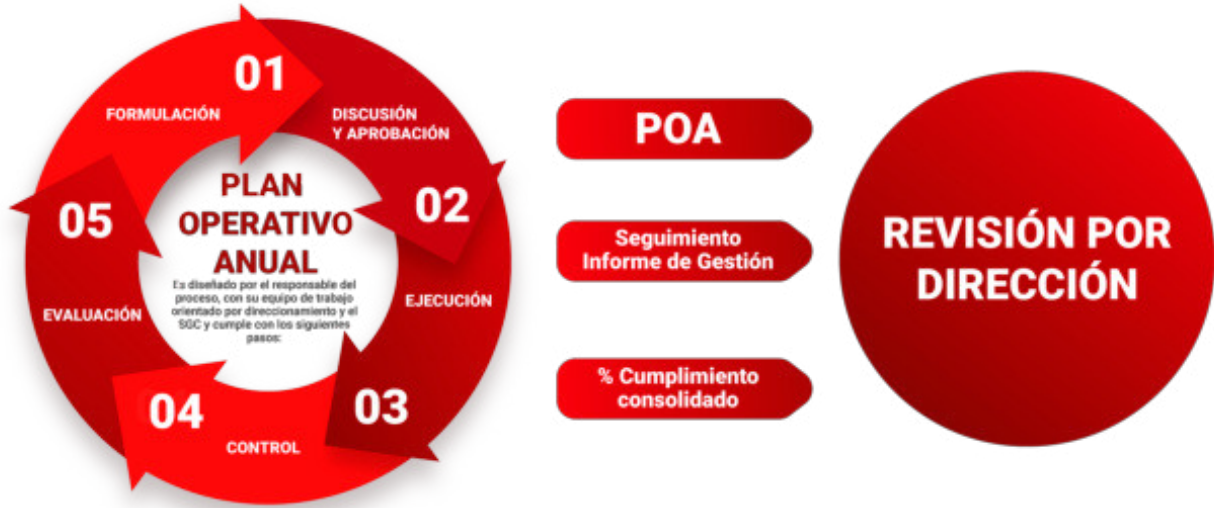 01
FORMULACIÓN
DISCUSIÓN
Y APROBACIÓN
02
EJECUCIÓN
03
CONTROL
04
EVALUACIÓN
05
PLAN
OPERATIVO
ANUAL
Es diseñado por el responsable del
proceso, con su equipo de trabajo
orientado por direccionamiento y el
SGC y cumple con los siguientes
pasos:
POA
Seguimiento
Informe de Gestión
% Cumplimiento
consolidado
REVISIÓN POR
DIRECCIÓN